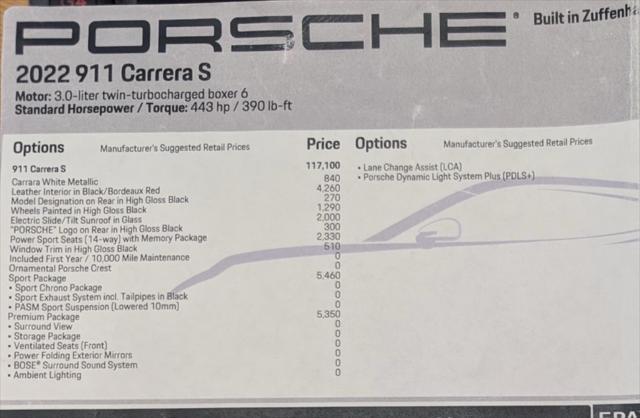 PORSCHE®
Built in Zuffenha
2022 911 Carrera S
Motor: 3.0-liter twin-turbocharged boxer 6
Standard Horsepower / Torque: 443 hp / 390 lb-ft
Options Manufacturer's Suggested Retail Prices Price
911 Carrera S 117,100
Carrara White Metallic 840
Leather Interior in Black/Bordeaux Red 4,260
Model Designation on Rear in High Gloss Black 270
Wheels Painted in High Gloss Black 1,290
Electric Slide/Tilt Sunroof in Glass 2,000
"PORSCHE" Logo on Rear in High Gloss Black 300
Power Sport Seats (14-way) with Memory Package 2,330
Window Trim in High Gloss Black 510
Included First Year / 10,000 Mile Maintenance 0
Ornamental Porsche Crest 0
Sport Package 5,460
• Sport Chrono Package 0
• Sport Exhaust System incl. Tailpipes in Black 0
• PASM Sport Suspension (Lowered 10mm) 0
Premium Package 5,350
• Surround View 0
• Storage Package 0
• Ventilated Seats (Front) 0
• Power Folding Exterior Mirrors 0
• BOSE® Surround Sound System 0
• Ambient Lighting 0
Options Manufacturer's Suggested Retail Prices
• Lane Change Assist (LCA)
• Porsche Dynamic Light System Plus (PDLS+)
EPA